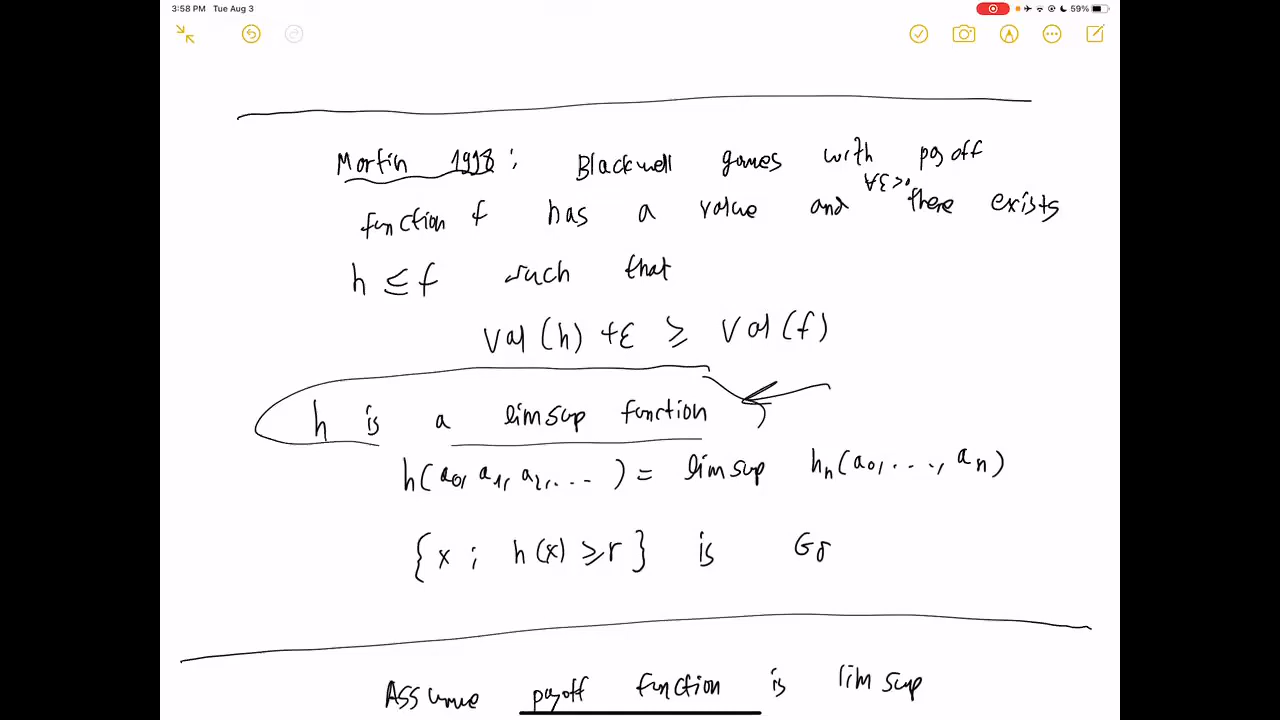 3:58 PM Tue Aug 3 59%
Martin 1998: Blackwell games with payoff
∀ε>0
function f has a value and there exists
h ≤ f such that
Val(h) +ε ≥ Val(f)
h is a limsup function
h(a0, a1, a2, ... ) = limsup hn(a0, ..., an)
{x ; h(x) ≥ r} is Gδ
Assume payoff function is limsup